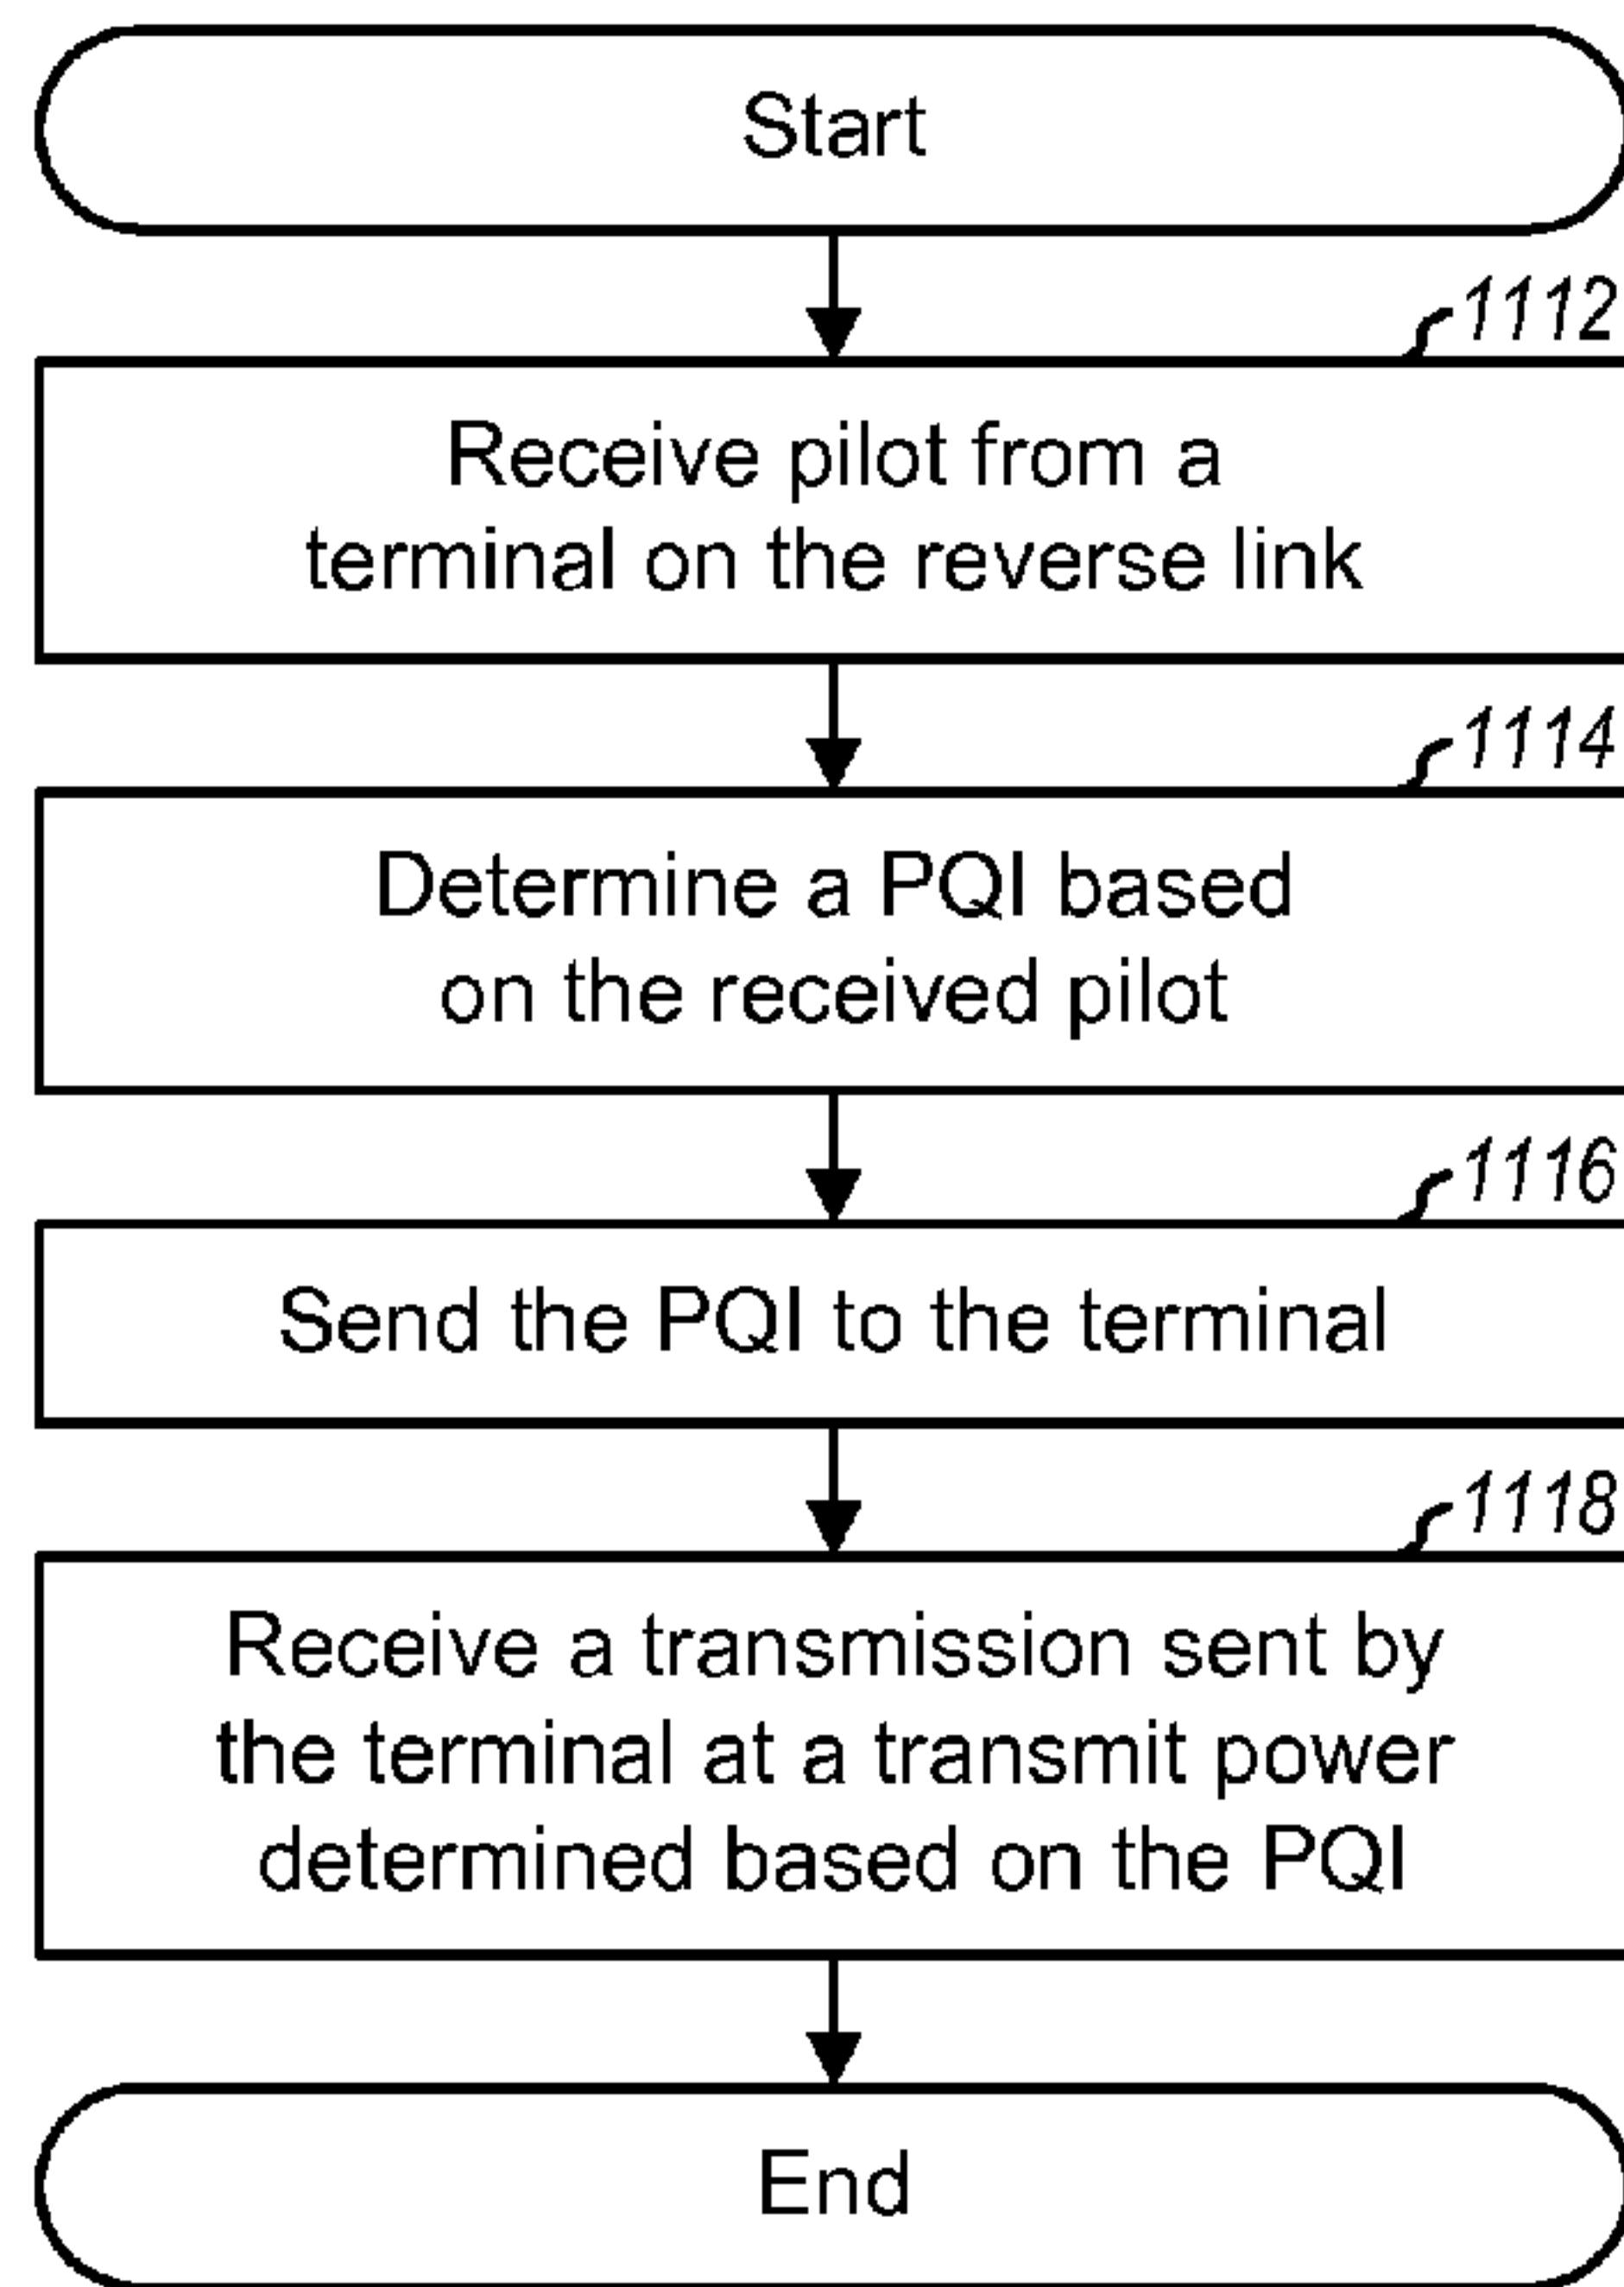 Start
1112
Receive pilot from a
terminal on the reverse link
1114
Determine a PQI based
on the received pilot
1116
Send the PQI to the terminal
1118
Receive a transmission sent by
the terminal at a transmit power
determined based on the PQI
End